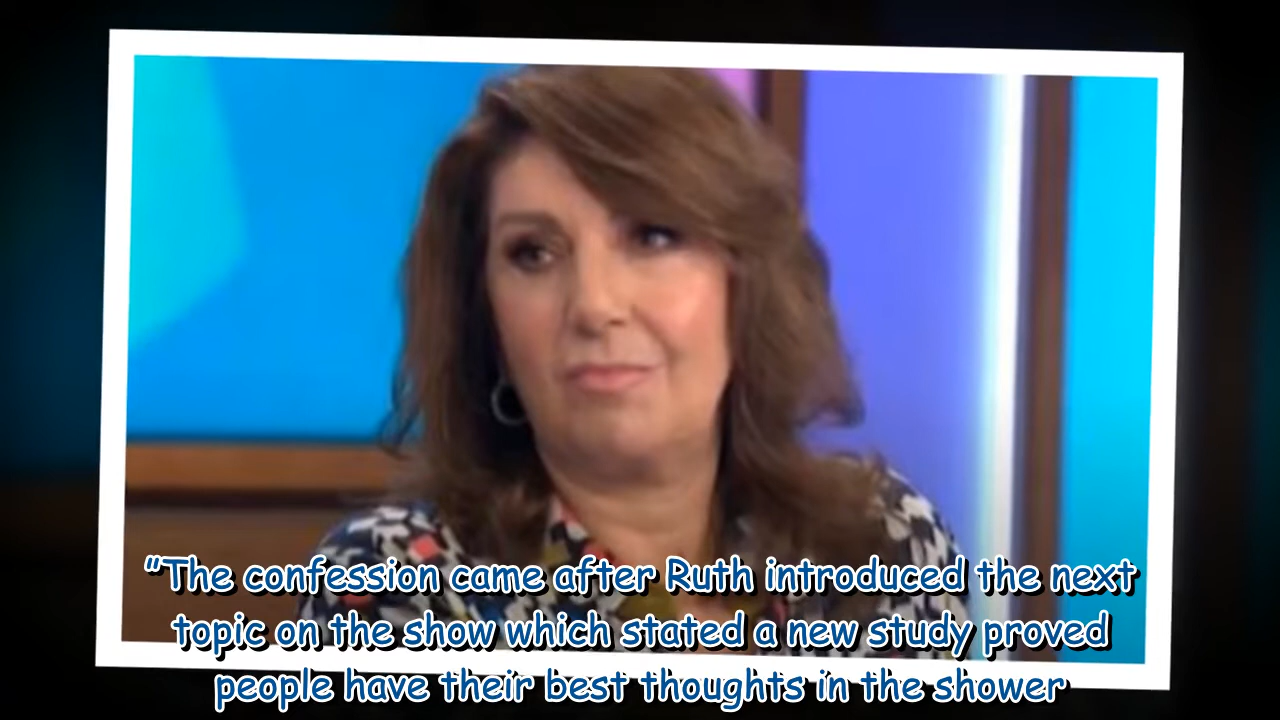 "The confession came after Ruth introduced the next
topic on the show which stated a new study proved
people have their best thoughts in the shower